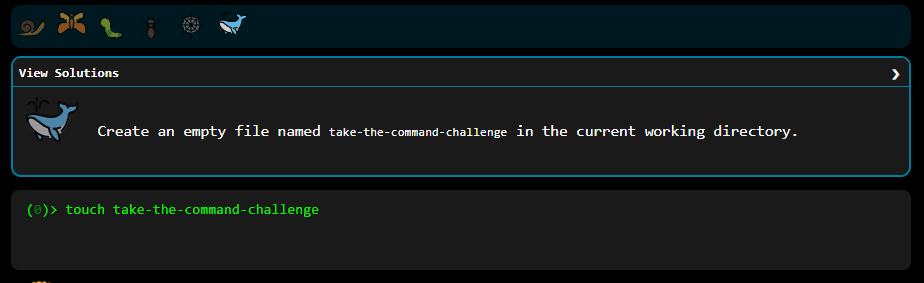 View Solutions ❯
Create an empty file named take-the-command-challenge in the current working directory.
(0)> touch take-the-command-challenge